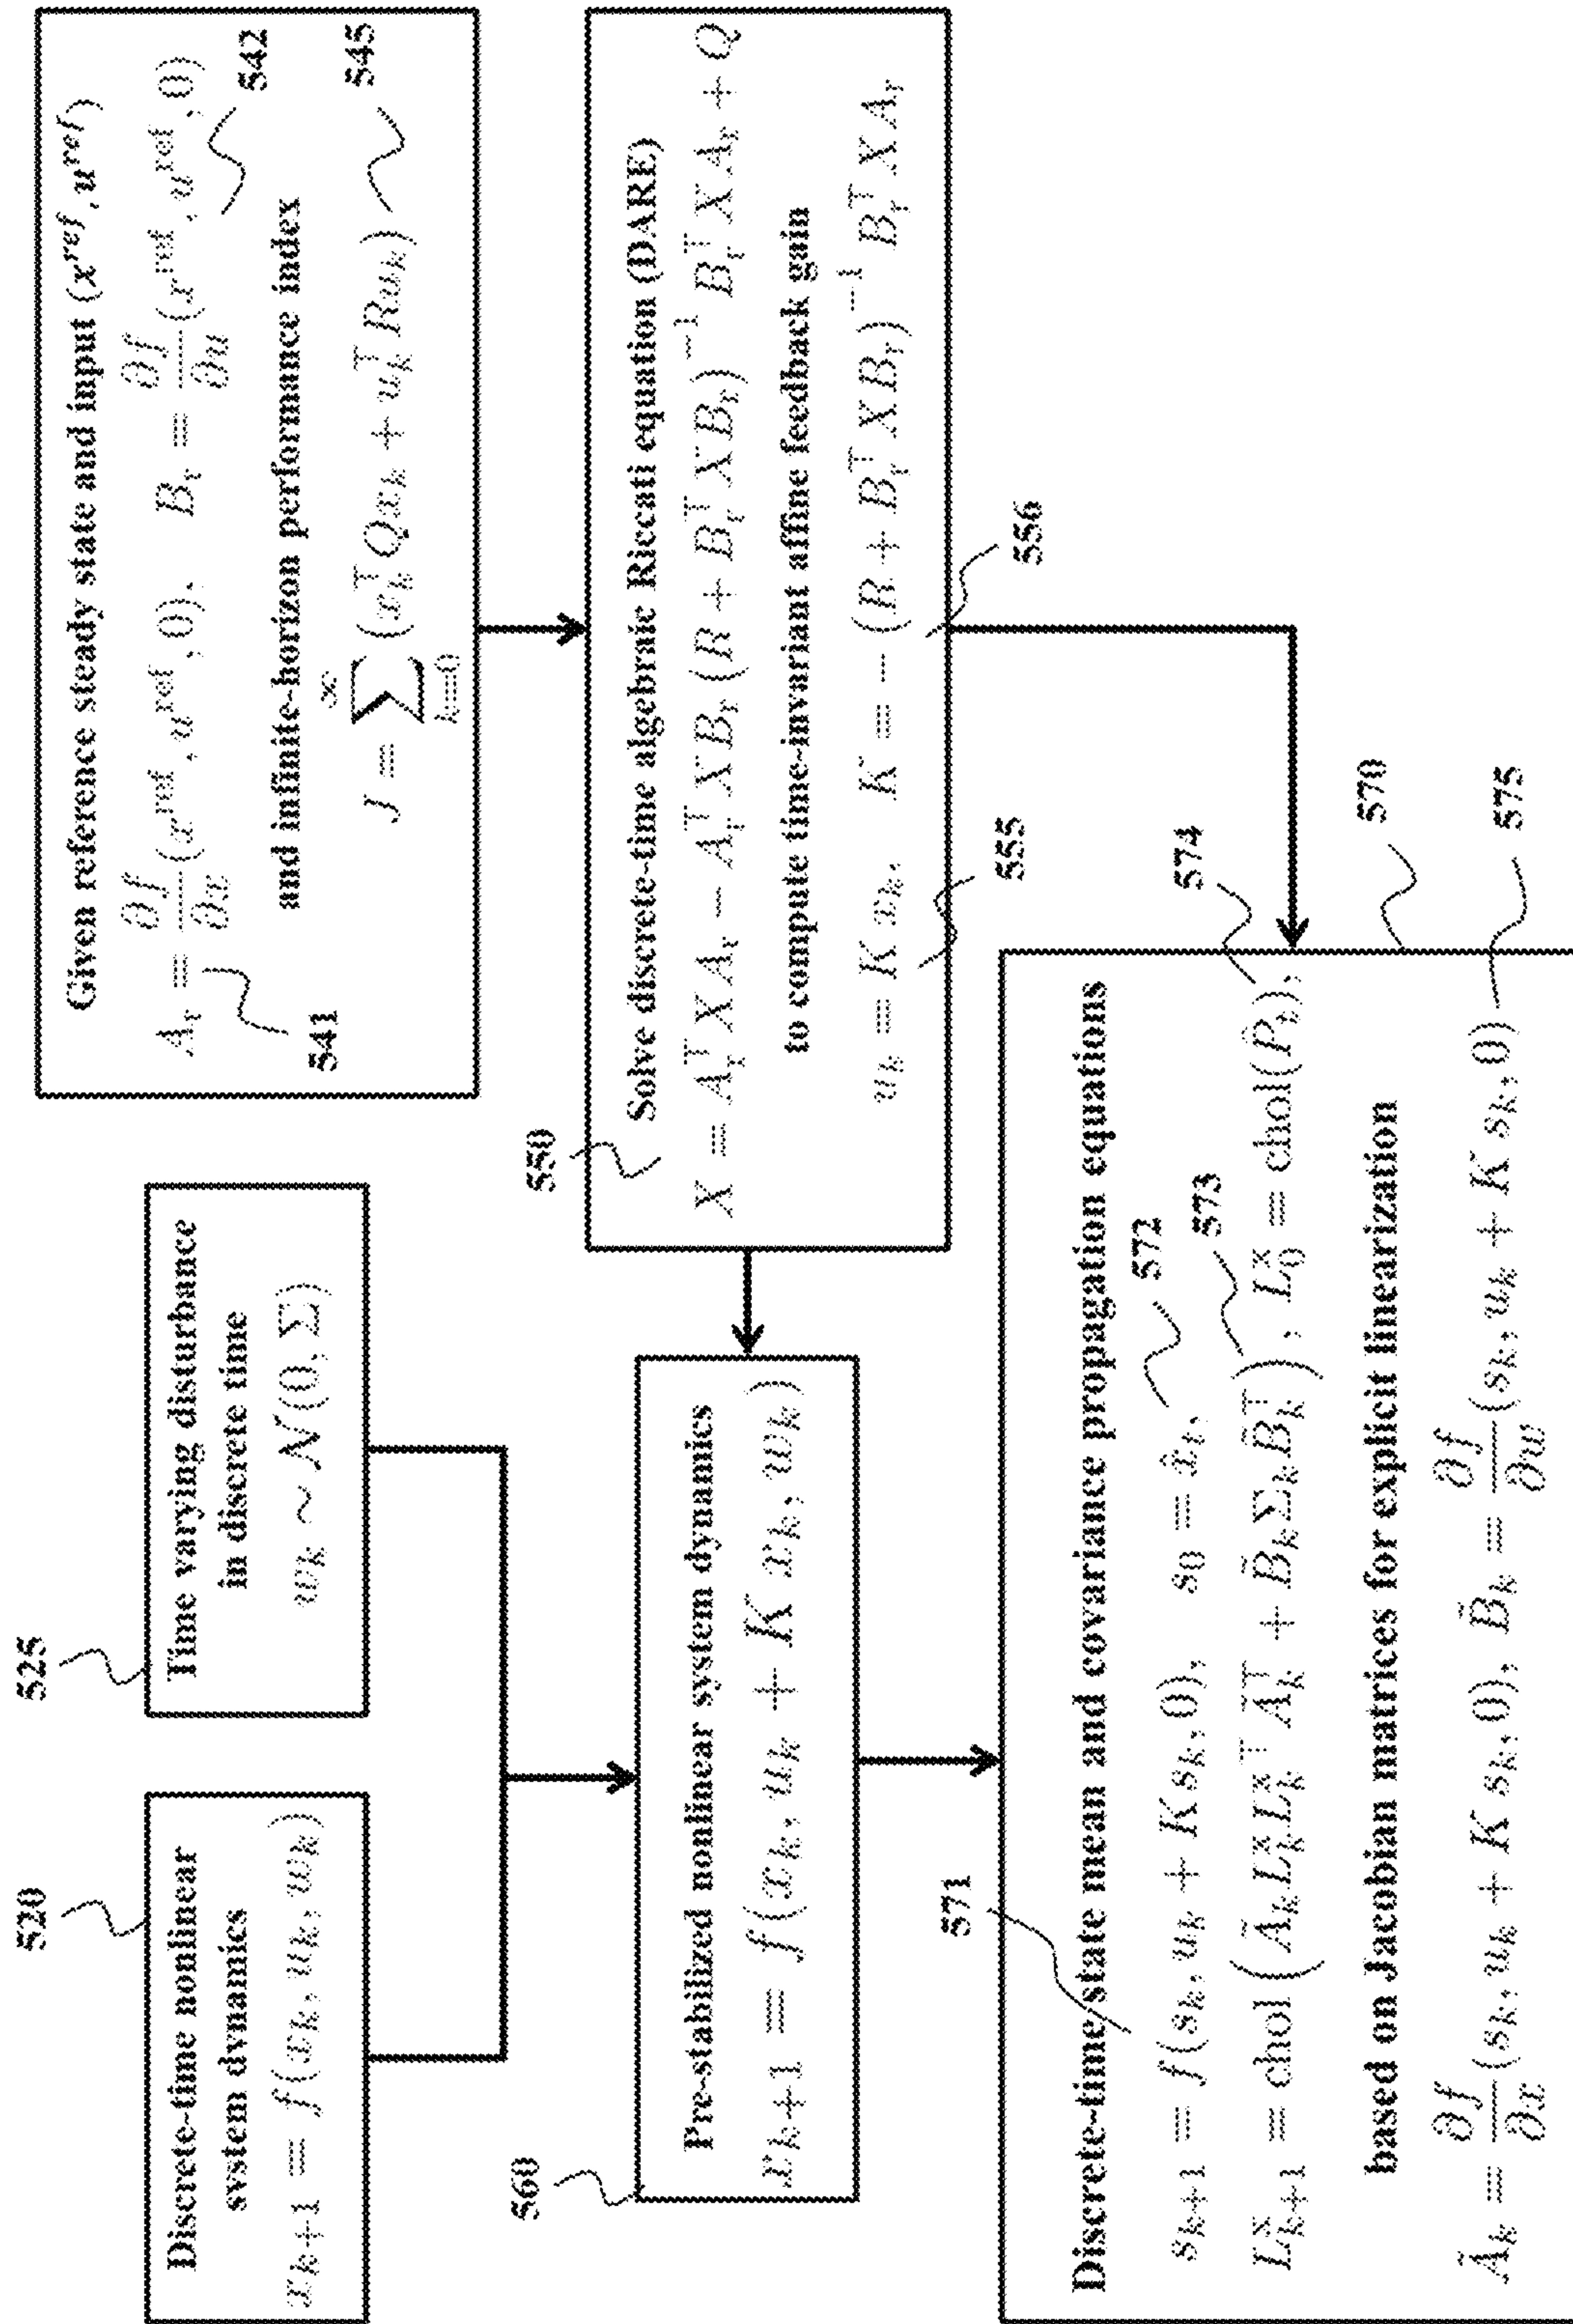 520
Discrete-time nonlinear
system dynamics
x_{k+1} = f(x_k, u_k, w_k)
525
Time varying disturbance
in discrete time
w_k ∼ N(0, Σ)
Given reference steady state and input (x^{ref}, u^{ref})
A_r = ∂f/∂x (x^{ref}, u^{ref}, 0), B_r = ∂f/∂u (x^{ref}, u^{ref}, 0)
541
542
and infinite-horizon performance index
J = ∑_{k=0}^{∞} (x_k^⊤ Q x_k + u_k^⊤ R u_k)
545
550
Solve discrete-time algebraic Riccati equation (DARE)
X = A_r^⊤ X A_r − A_r^⊤ X B_r (R + B_r^⊤ X B_r)^{−1} B_r^⊤ X A_r + Q
to compute time-invariant affine feedback gain
u_k = K x_k, K = − (R + B_r^⊤ X B_r)^{−1} B_r^⊤ X A_r
555
556
560
Pre-stabilized nonlinear system dynamics
x_{k+1} = f(x_k, u_k + K x_k, w_k)
570
Discrete-time state mean and covariance propagation equations
571
572
s_{k+1} = f(s_k, u_k + K s_k, 0), s_0 = x̂_t,
573
574
L^x_{k+1} = chol (Ã_k L^x_k L^x_k^⊤ Ã_k^⊤ + B̃_k Σ_k B̃_k^⊤), L^x_0 = chol(P̂_t),
based on Jacobian matrices for explicit linearization
Ã_k = ∂f/∂x (s_k, u_k + K s_k, 0), B̃_k = ∂f/∂w (s_k, u_k + K s_k, 0)
575